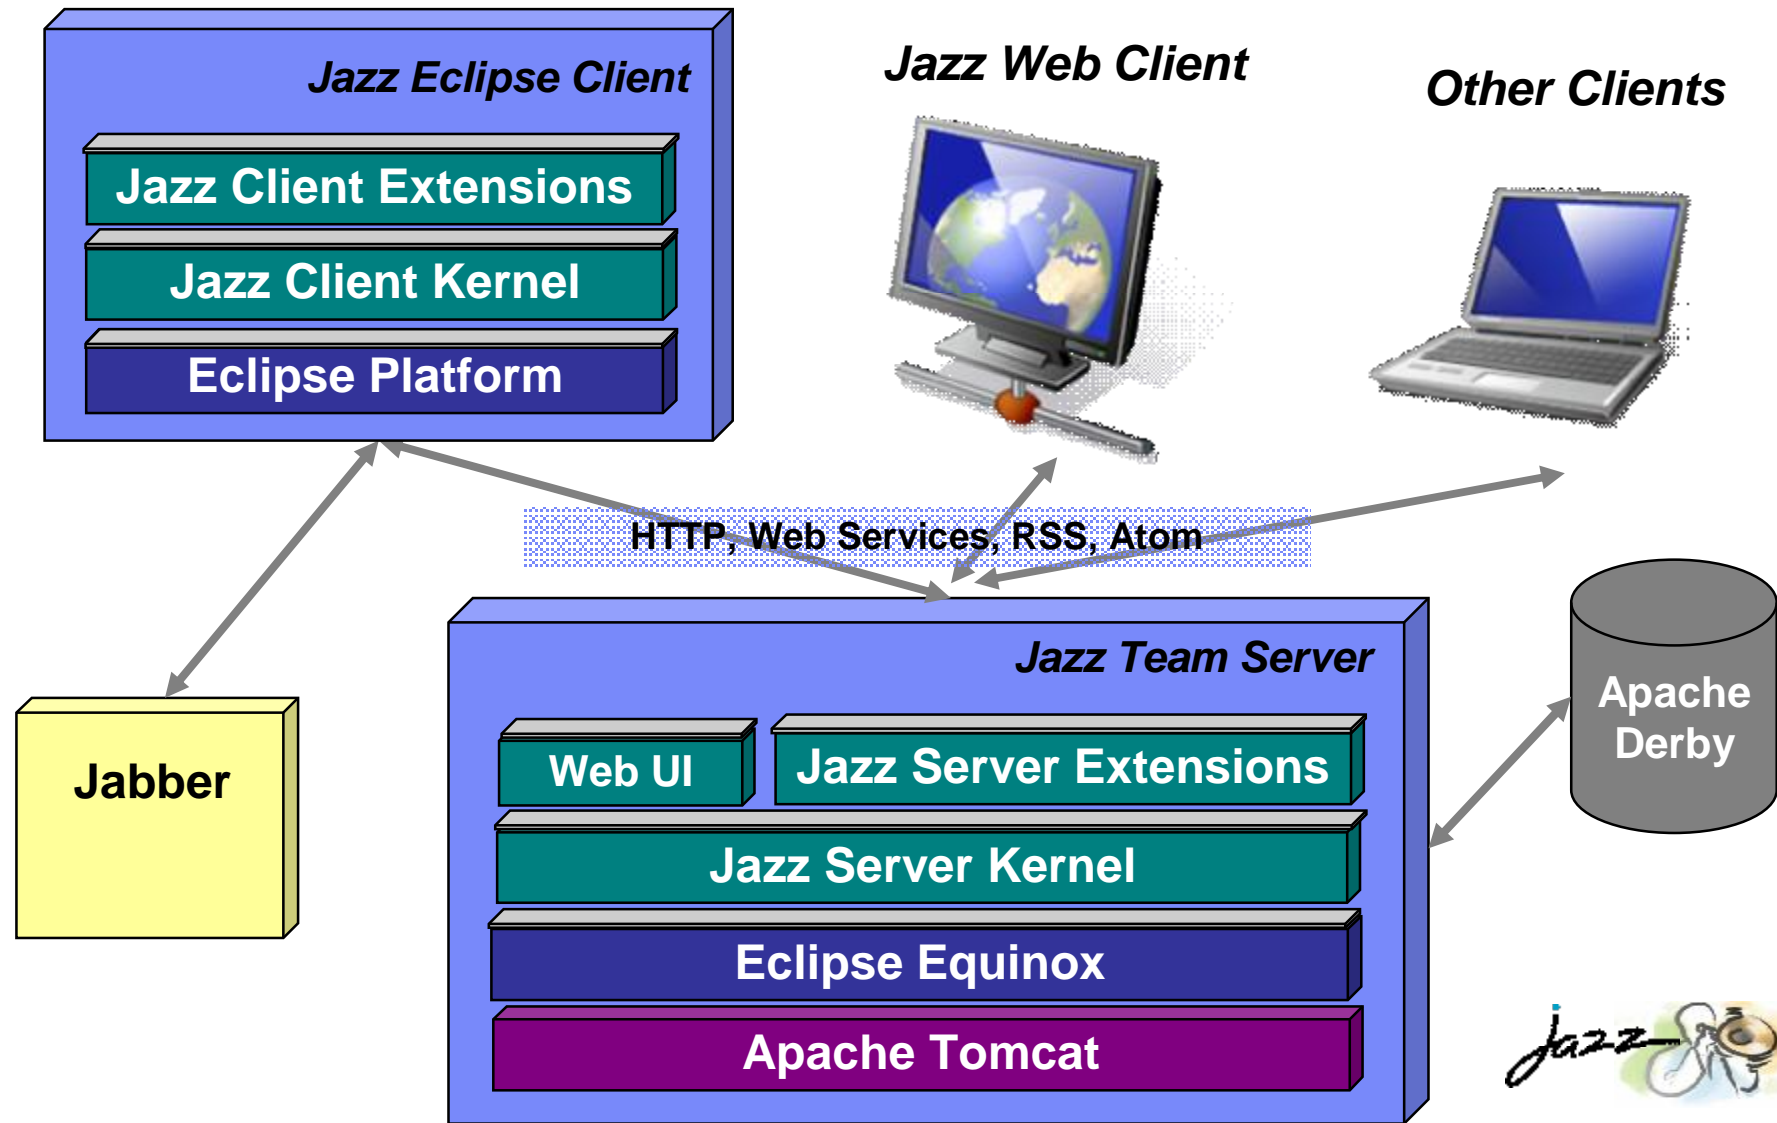 Jazz Eclipse Client
Jazz Client Extensions
Jazz Client Kernel
Eclipse Platform
Jazz Web Client
Other Clients
HTTP, Web Services, RSS, Atom
Jabber
Jazz Team Server
Web UI
Jazz Server Extensions
Jazz Server Kernel
Eclipse Equinox
Apache Tomcat
Apache
Derby
jazz